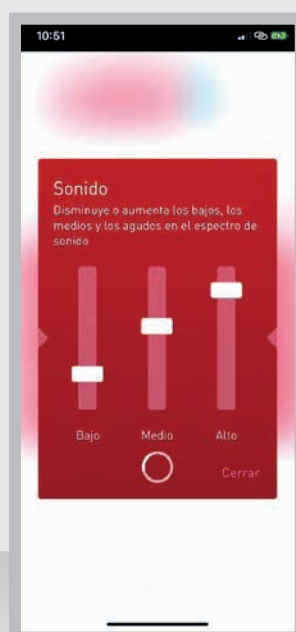 10:51
Sonido
Disminuye o aumenta los bajos, los
medios y los agudos en el espectro de
sonido
Bajo Medio Alto
Cerrar